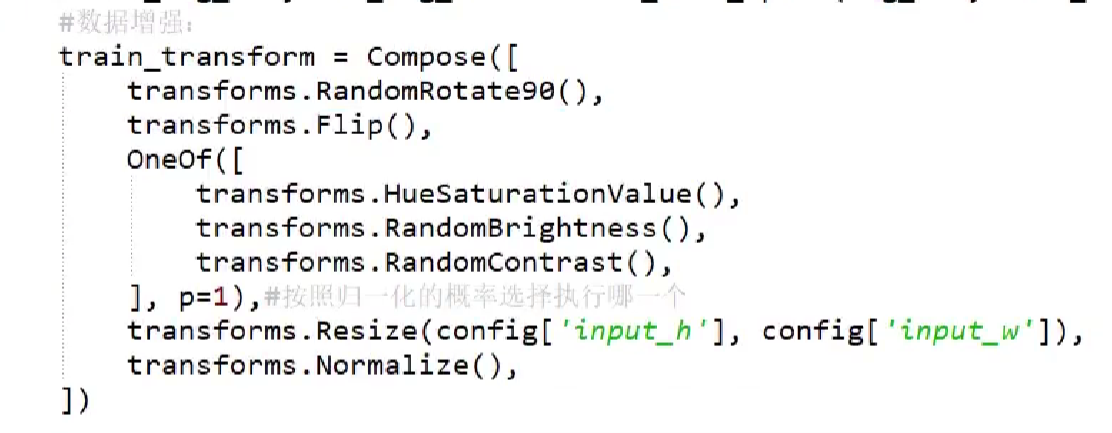 #数据增强：
train_transform = Compose([
transforms.RandomRotate90(),
transforms.Flip(),
OneOf([
transforms.HueSaturationValue(),
transforms.RandomBrightness(),
transforms.RandomContrast(),
], p=1),#按照归一化的概率选择执行哪一个
transforms.Resize(config['input_h'], config['input_w']),
transforms.Normalize(),
])